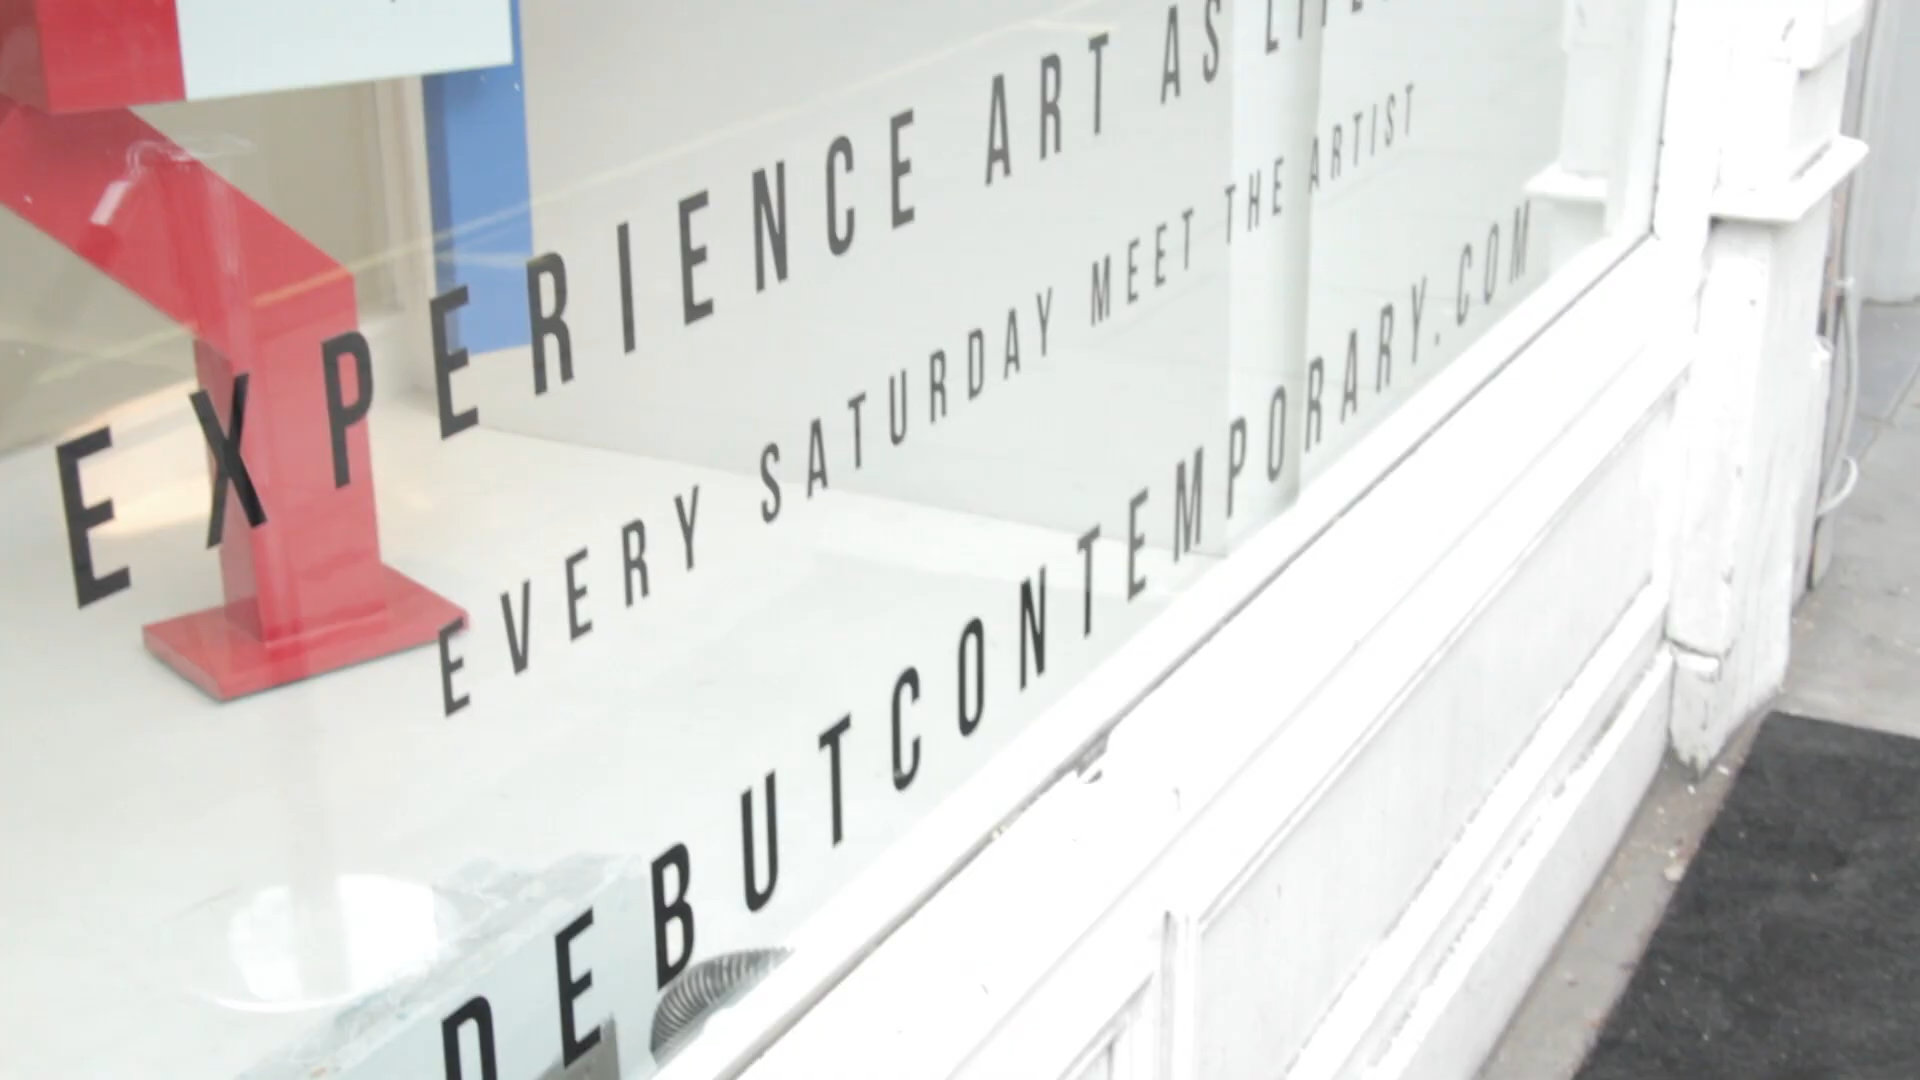 EXPERIENCE ART AS
EVERY SATURDAY MEET THE ARTIST
DEBUTCONTEMPORARY.COM